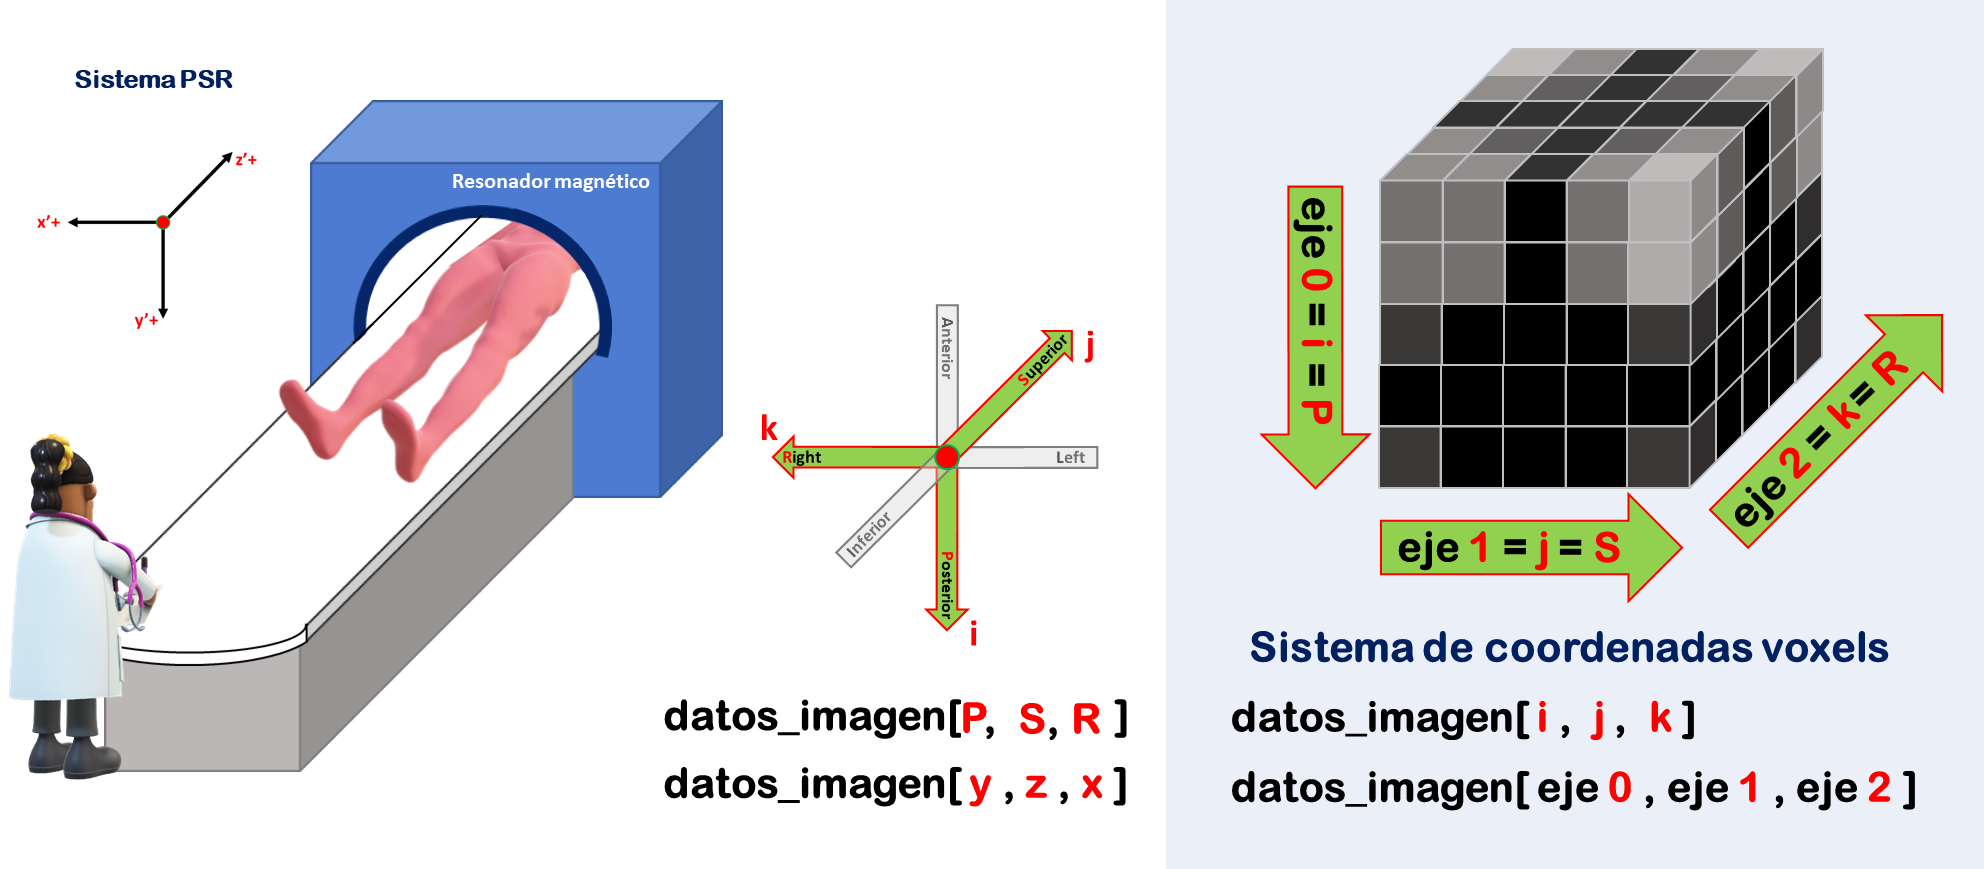 Sistema PSR
z'+
x'+
y'+
Resonador magnético
Anterior
Superior
j
k
Right
Left
Inferior
Posterior
i
datos_imagen[P, S, R ]
datos_imagen[ y , z , x ]
eje 0 = i = P
eje 1 = j = S
eje 2 = k = R
Sistema de coordenadas voxels
datos_imagen[ i , j , k ]
datos_imagen[ eje 0 , eje 1 , eje 2 ]